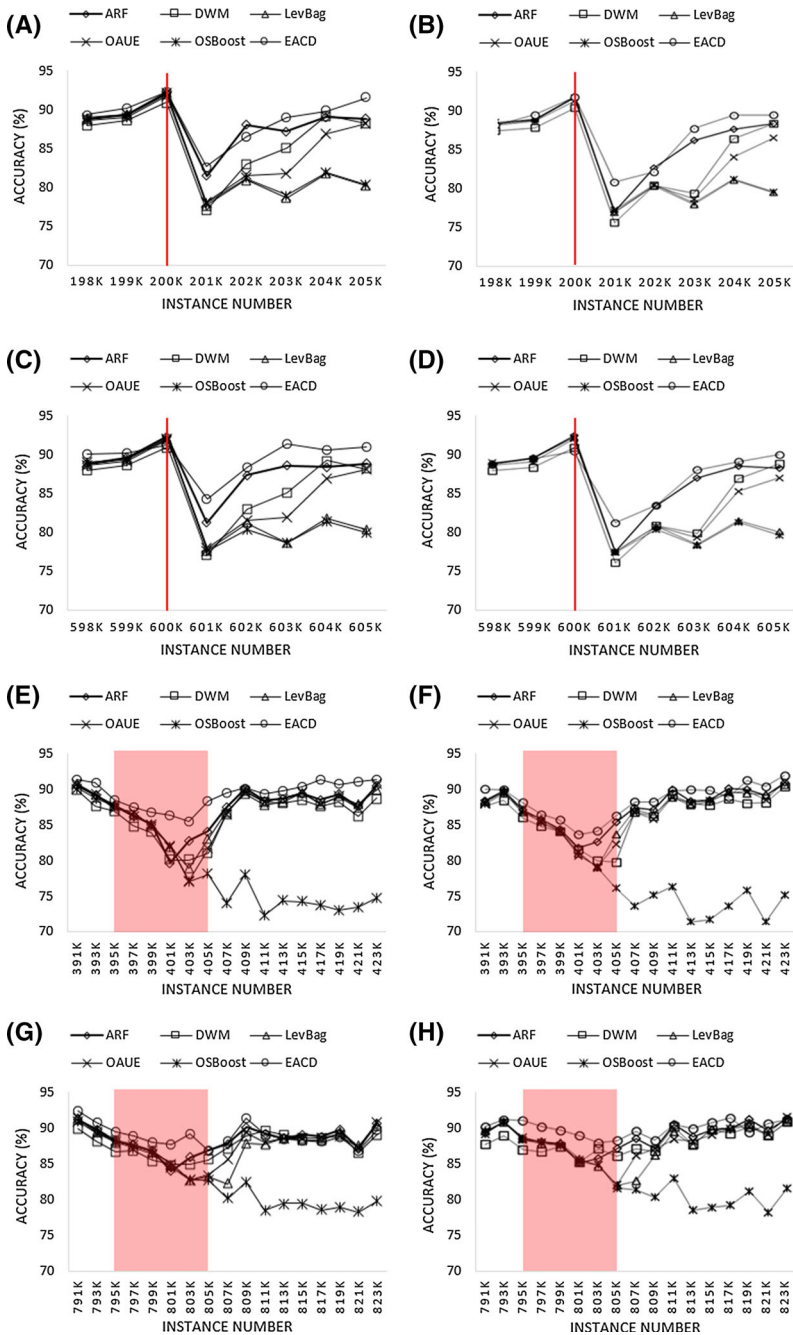 (A)
ARF DWM LevBag
OAUE OSBoost EACD
ACCURACY (%)
95
90
85
80
75
70
198K 199K 200K 201K 202K 203K 204K 205K
INSTANCE NUMBER
(B)
ARF DWM LevBag
OAUE OSBoost EACD
ACCURACY (%)
95
90
85
80
75
70
198K 199K 200K 201K 202K 203K 204K 205K
INSTANCE NUMBER
(C)
ARF DWM LevBag
OAUE OSBoost EACD
ACCURACY (%)
95
90
85
80
75
70
598K 599K 600K 601K 602K 603K 604K 605K
INSTANCE NUMBER
(D)
ARF DWM LevBag
OAUE OSBoost EACD
ACCURACY (%)
95
90
85
80
75
70
598K 599K 600K 601K 602K 603K 604K 605K
INSTANCE NUMBER
(E)
ARF DWM LevBag
OAUE OSBoost EACD
ACCURACY (%)
95
90
85
80
75
70
391K 393K 395K 397K 399K 401K 403K 405K 407K 409K 411K 413K 415K 417K 419K 421K 423K
INSTANCE NUMBER
(F)
ARF DWM LevBag
OAUE OSBoost EACD
ACCURACY (%)
95
90
85
80
75
70
391K 393K 395K 397K 399K 401K 403K 405K 407K 409K 411K 413K 415K 417K 419K 421K 423K
INSTANCE NUMBER
(G)
ARF DWM LevBag
OAUE OSBoost EACD
ACCURACY (%)
95
90
85
80
75
70
791K 793K 795K 797K 799K 801K 803K 805K 807K 809K 811K 813K 815K 817K 819K 821K 823K
INSTANCE NUMBER
(H)
ARF DWM LevBag
OAUE OSBoost EACD
ACCURACY (%)
95
90
85
80
75
70
791K 793K 795K 797K 799K 801K 803K 805K 807K 809K 811K 813K 815K 817K 819K 821K 823K
INSTANCE NUMBER